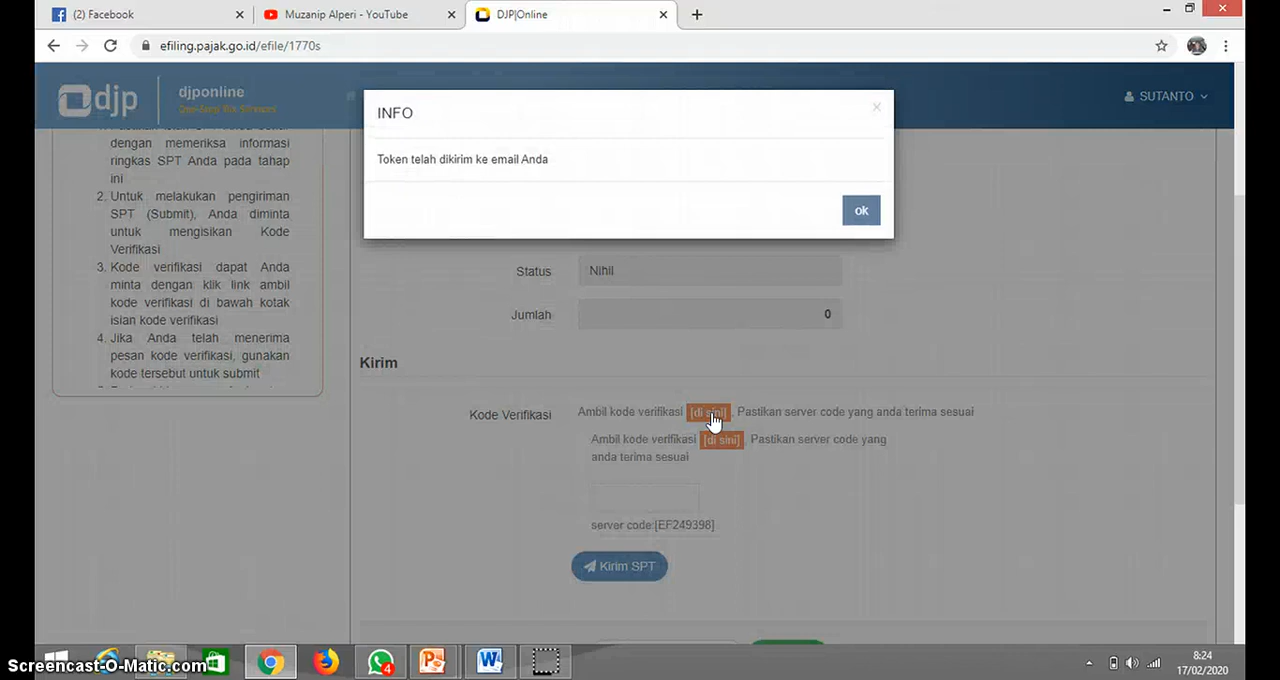 (2) Facebook
Muzanip Alperi - YouTube
DJP|Online
efiling.pajak.go.id/efile/1770s
djp
djponline
SUTANTO
INFO
Token telah dikirim ke email Anda
ok
dengan memeriksa informasi
ringkas SPT Anda pada tahap
ini
2. Untuk melakukan pengiriman
SPT (Submit), Anda diminta
untuk mengisikan Kode
Verifikasi
3. Kode verifikasi dapat Anda
minta dengan klik link ambil
kode verifikasi di bawah kotak
isian kode verifikasi
4. Jika Anda telah menerima
pesan kode verifikasi, gunakan
kode tersebut untuk submit
Status
Nihil
Jumlah
0
Kirim
Kode Verifikasi
Ambil kode verifikasi [di sini]. Pastikan server code yang anda terima sesuai
Ambil kode verifikasi [di sini]. Pastikan server code yang
anda terima sesuai
server code:[EF249398]
Kirim SPT
4
8:24
17/02/2020
Screencast-O-Matic.com